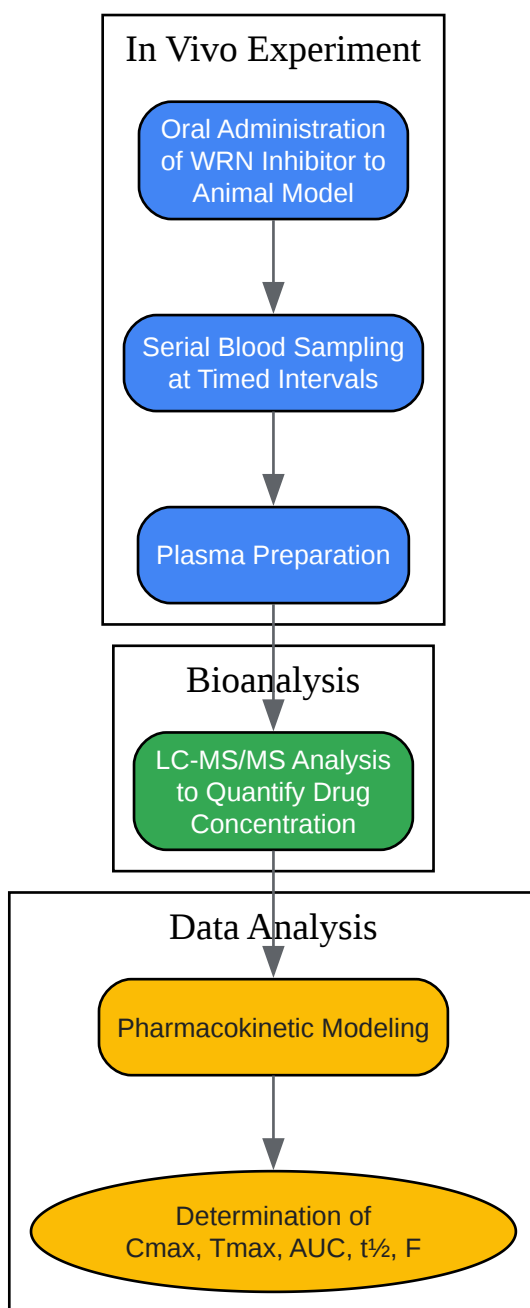 In Vivo Experiment
Oral Administration
of WRN Inhibitor to
Animal Model
Serial Blood Sampling
at Timed Intervals
Plasma Preparation
Bioanalysis
LC-MS/MS Analysis
to Quantify Drug
Concentration
Data Analysis
Pharmacokinetic Modeling
Determination of
Cmax, Tmax, AUC, t½, F